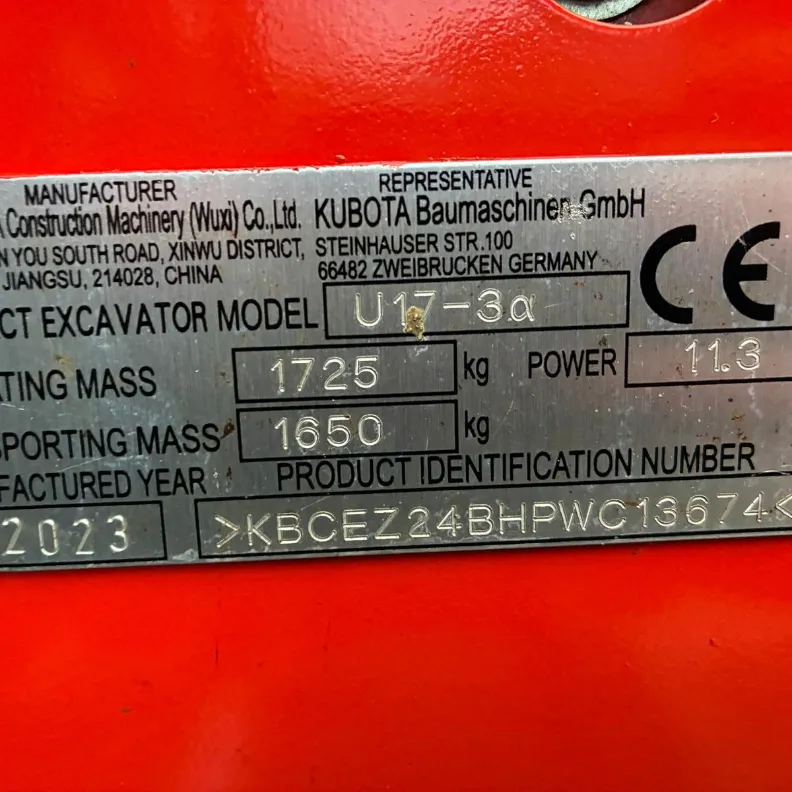 MANUFACTURER
A Construction Machinery (Wuxi) Co.,Ltd.
N YOU SOUTH ROAD, XINWU DISTRICT,
JIANGSU, 214028, CHINA
REPRESENTATIVE
KUBOTA Baumaschinen GmbH
STEINHAUSER STR.100
66482 ZWEIBRUCKEN GERMANY
CE
CT EXCAVATOR MODEL U17-3α
TING MASS 1725 kg POWER 11.3
SPORTING MASS 1650 kg
FACTURED YEAR PRODUCT IDENTIFICATION NUMBER
2023 >KBCEZ24BHPWC13674<